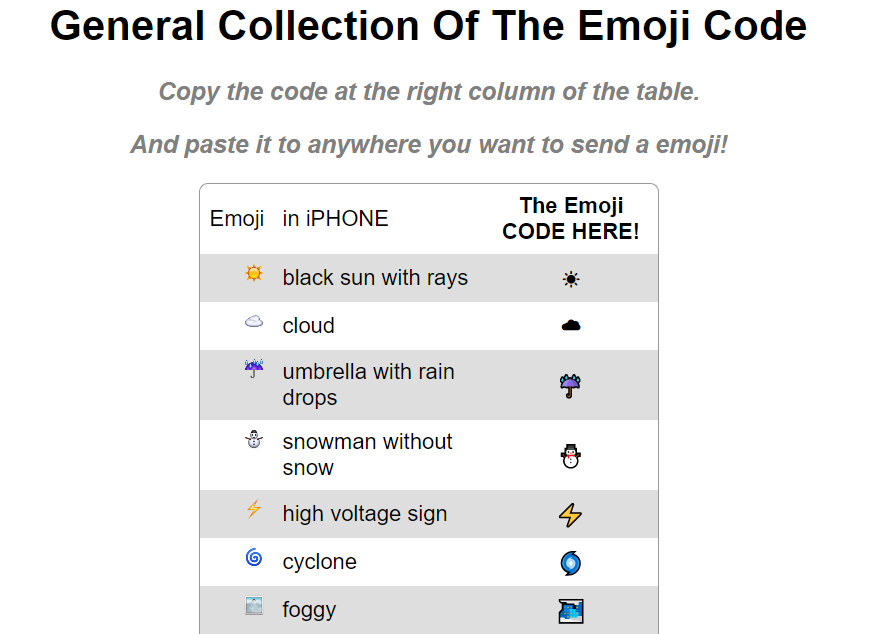 General Collection Of The Emoji Code
Copy the code at the right column of the table.
And paste it to anywhere you want to send a emoji!
Emoji in iPHONE The Emoji
CODE HERE!
black sun with rays
cloud
umbrella with rain
drops
snowman without
snow
high voltage sign
cyclone
foggy